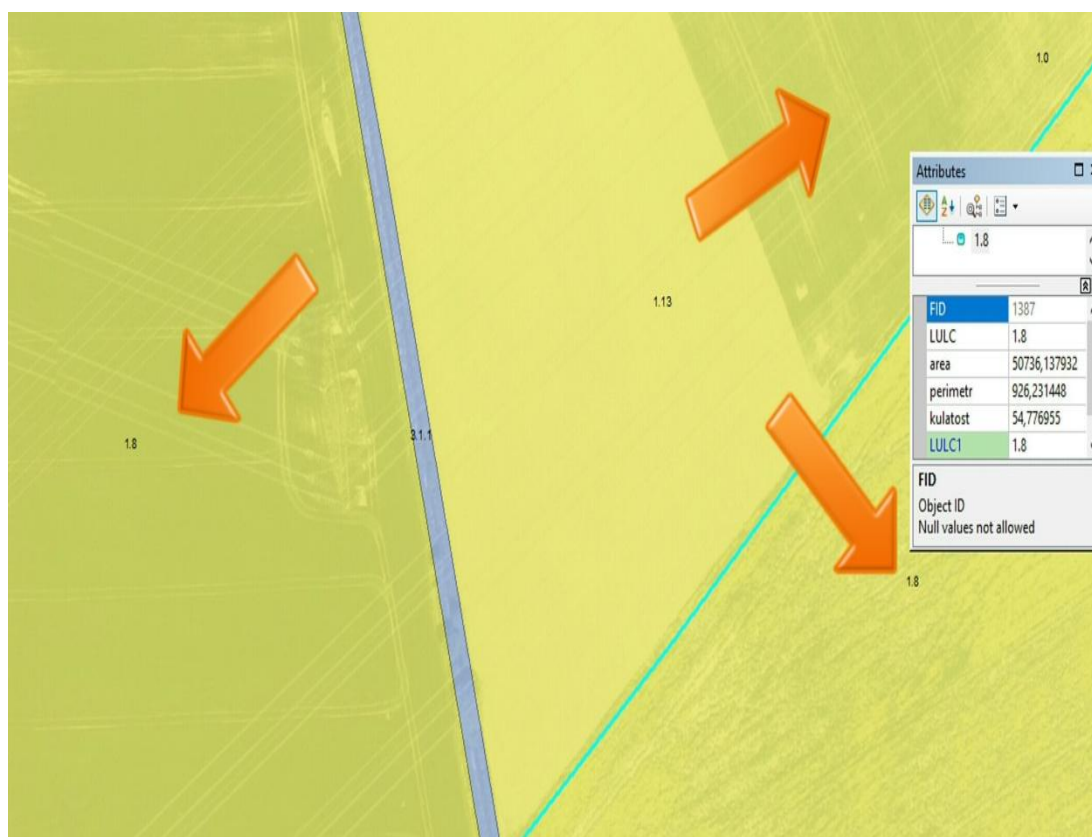 1.0
Attributes
1.8
1.13
FID 1387
LULC 1.8
area 50736,137932
perimetr 926,231448
kulatost 54,776955
LULC1 1.8
FID
Object ID
Null values not allowed
1.8
3.1.1
1.8